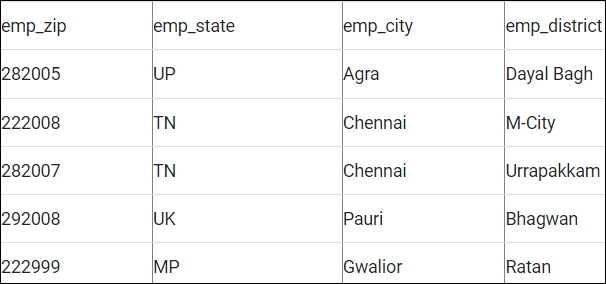 emp_zip emp_state emp_city emp_district
282005 UP Agra Dayal Bagh
222008 TN Chennai M-City
282007 TN Chennai Urrapakkam
292008 UK Pauri Bhagwan
222999 MP Gwalior Ratan